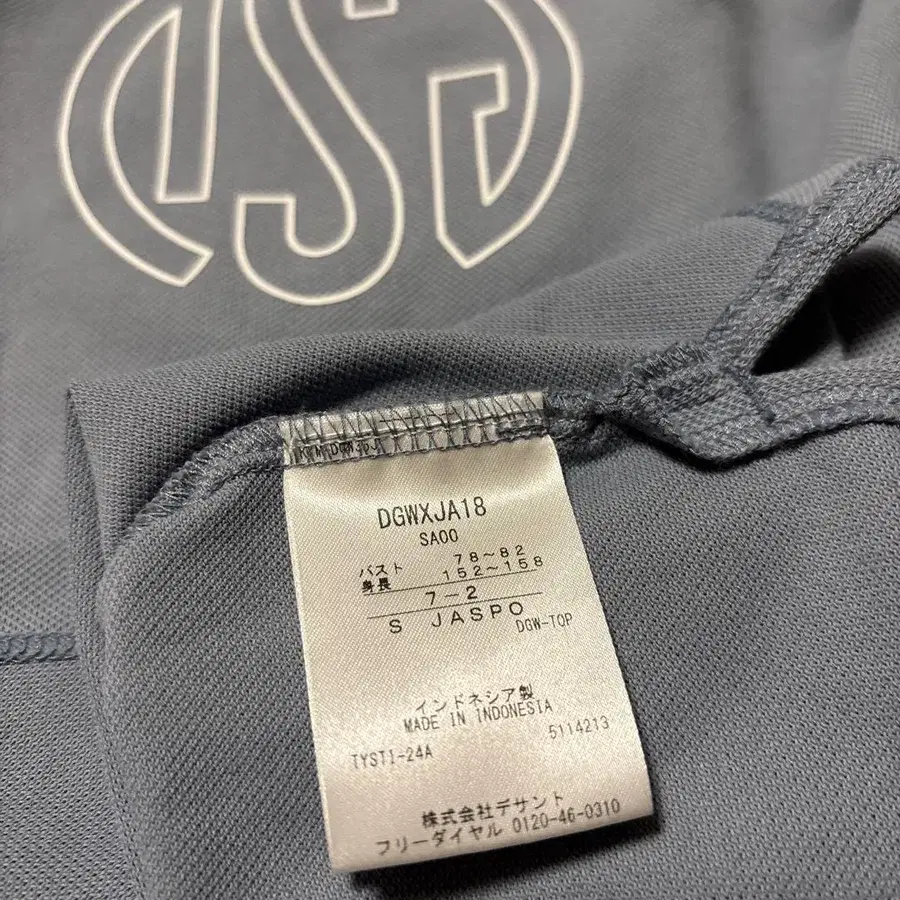 DGWXJA18
SA00
バスト 78〜82
身長 152〜158
7-2
S JASPO
DGW-TOP
インドネシア製
MADE IN INDONESIA
5114213
TYST1-24A
株式会社デサント
フリーダイヤル 0120-46-0310